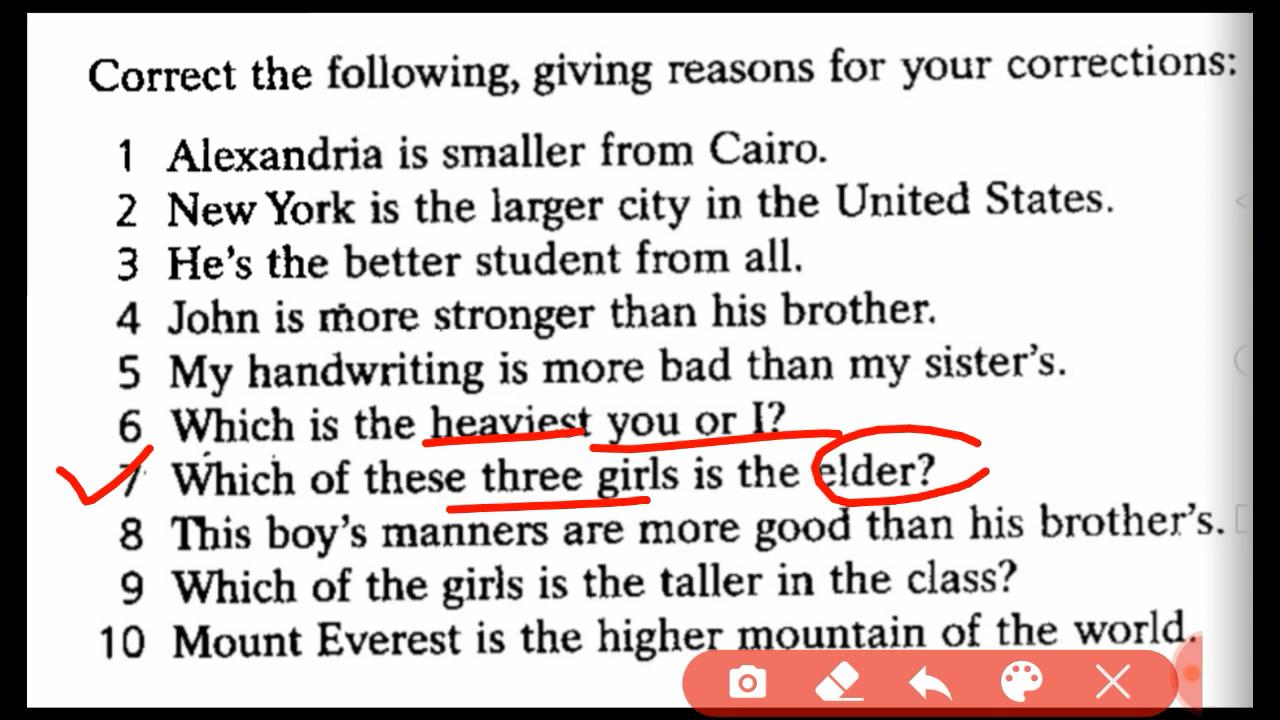 Correct the following, giving reasons for your corrections:
1 Alexandria is smaller from Cairo.
2 New York is the larger city in the United States.
3 He's the better student from all.
4 John is more stronger than his brother.
5 My handwriting is more bad than my sister's.
6 Which is the heaviest you or I?
7 Which of these three girls is the elder?
8 This boy's manners are more good than his brother's.
9 Which of the girls is the taller in the class?
10 Mount Everest is the higher mountain of the world.